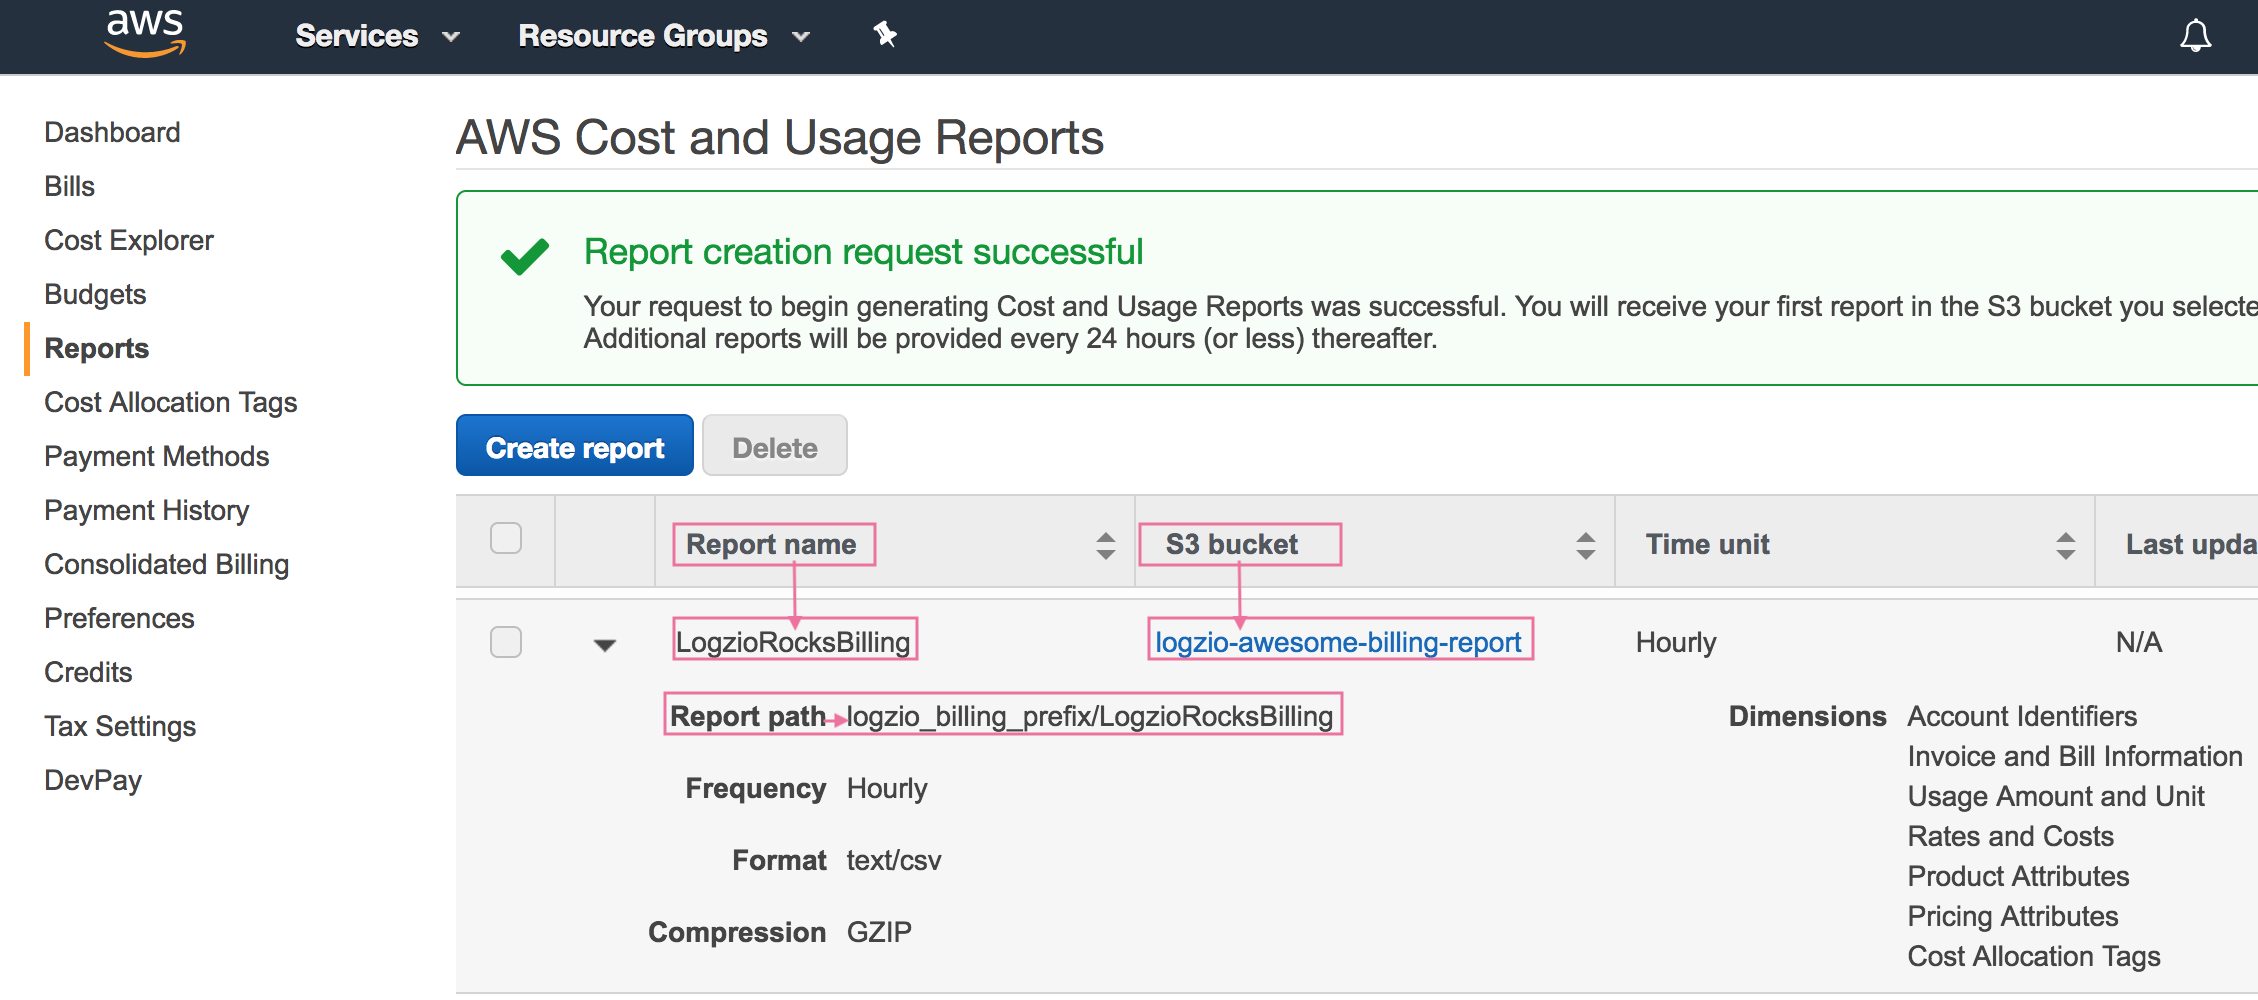 aws Services Resource Groups
Dashboard
Bills
Cost Explorer
Budgets
Reports
Cost Allocation Tags
Payment Methods
Payment History
Consolidated Billing
Preferences
Credits
Tax Settings
DevPay
AWS Cost and Usage Reports
Report creation request successful
Your request to begin generating Cost and Usage Reports was successful. You will receive your first report in the S3 bucket you selecte
Additional reports will be provided every 24 hours (or less) thereafter.
Create report Delete
Report name S3 bucket Time unit Last upda
LogzioRocksBilling logzio-awesome-billing-report Hourly N/A
Report path logzio_billing_prefix/LogzioRocksBilling
Frequency Hourly
Format text/csv
Compression GZIP
Dimensions Account Identifiers
Invoice and Bill Information
Usage Amount and Unit
Rates and Costs
Product Attributes
Pricing Attributes
Cost Allocation Tags